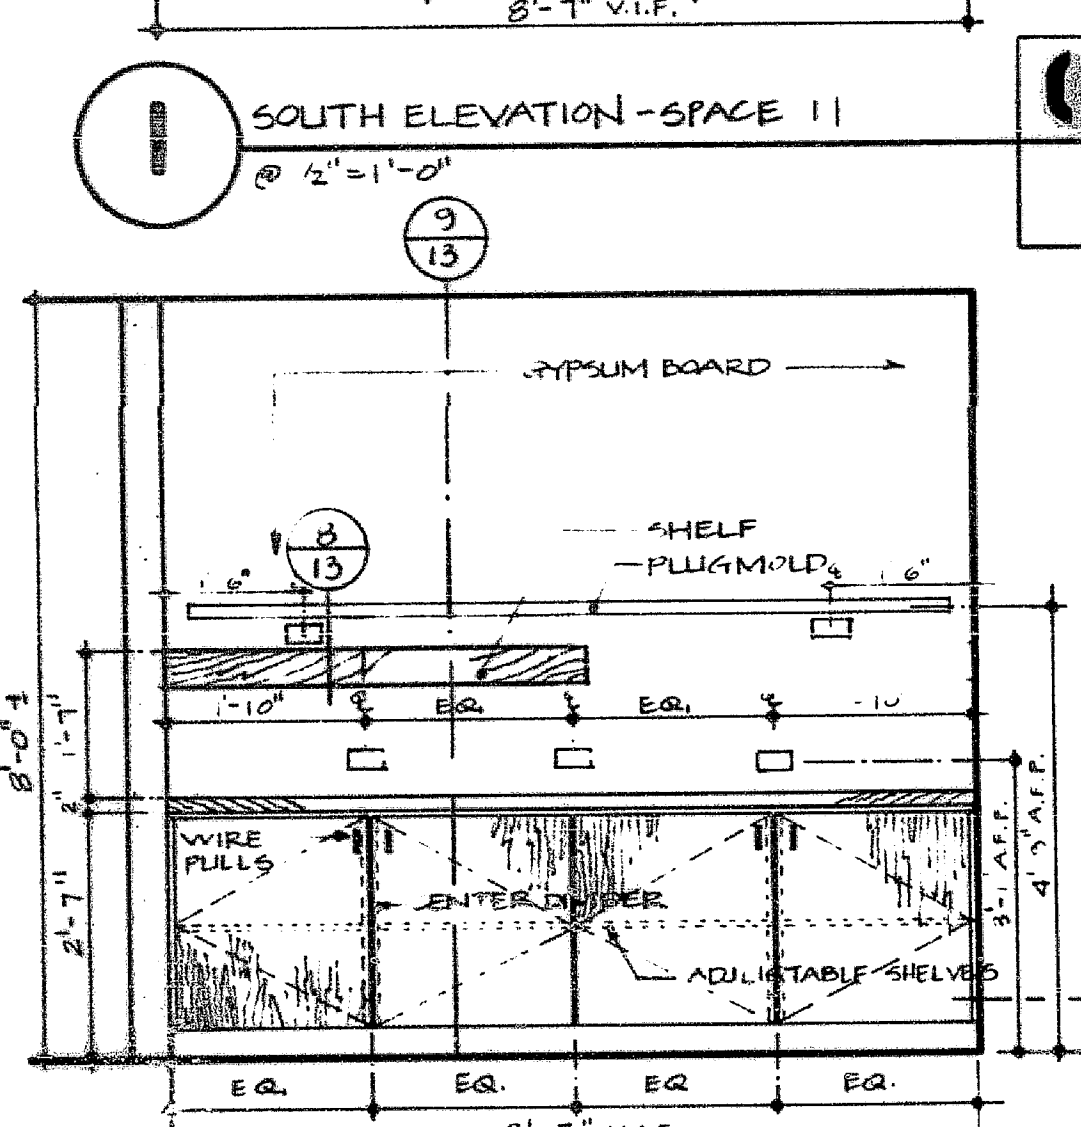 8'-7" V.I.F.
1
SOUTH ELEVATION - SPACE 11
@ 1/2" = 1'-0"
9
13
GYPSUM BOARD
8
13
SHELF
PLUGMOLD
6"
6"
1'-10"
EQ.
EQ.
8'-0" ±
1'-7"
2"
2'-7"
WIRE
PULLS
ADJUSTABLE SHELVES
3'-1 A.F.F.
4' 3" A.F.F.
EQ.
EQ.
EQ
EQ.